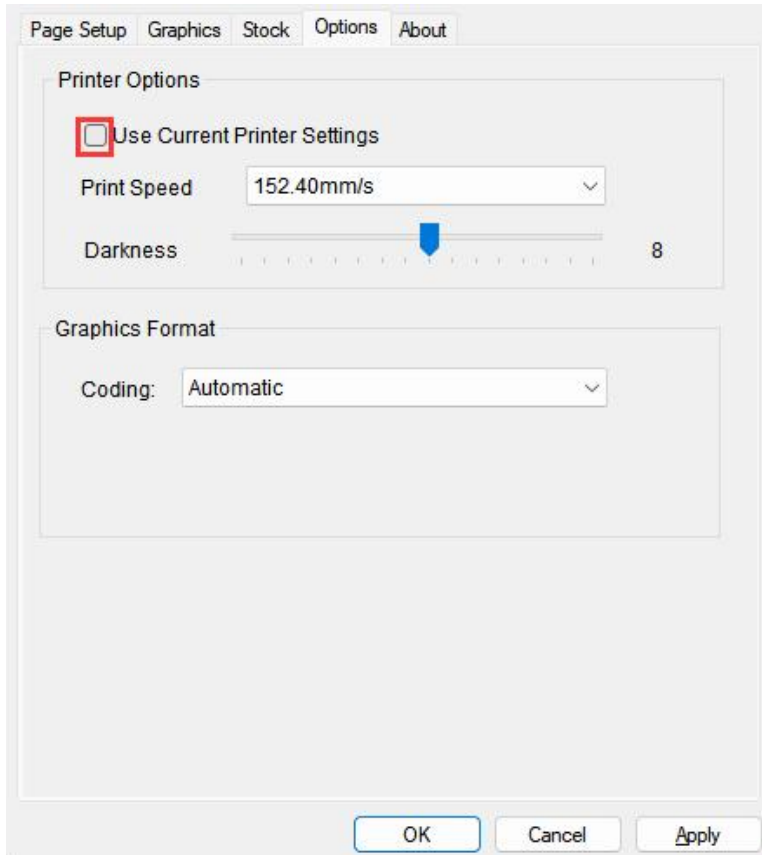 Page Setup Graphics Stock Options About
Printer Options
Use Current Printer Settings
Print Speed 152.40mm/s
Darkness 8
Graphics Format
Coding: Automatic
OK Cancel Apply